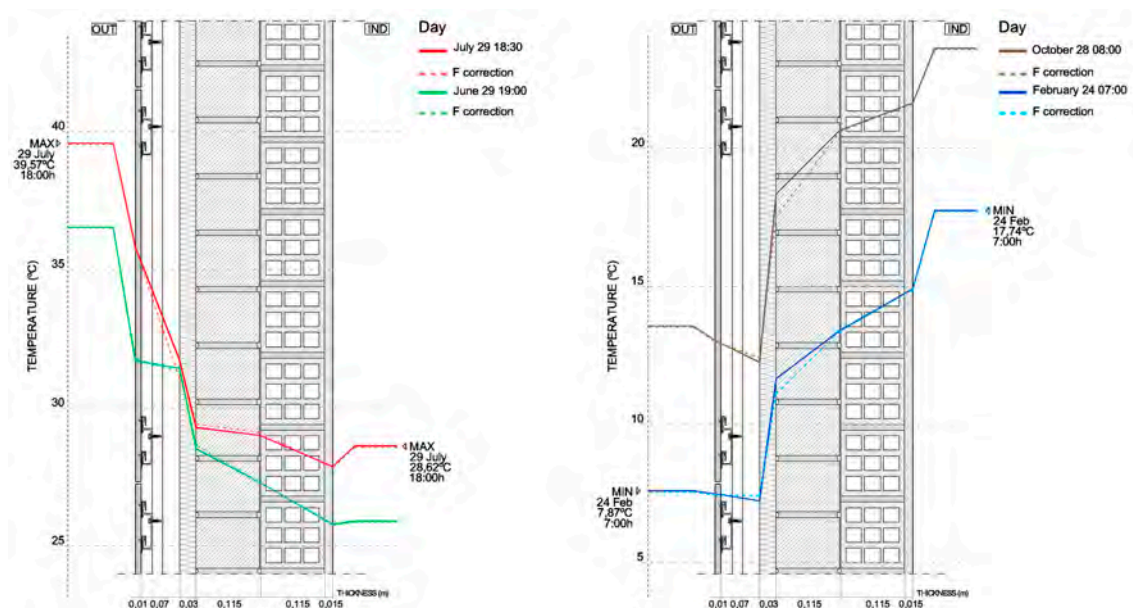 OUT
IND
Day
July 29 18:30
F correction
June 29 19:00
F correction
TEMPERATURE (ºC)
40
35
30
25
MAX
29 July
39,57ºC
18:00h
MAX
29 July
28,62ºC
18:00h
THICKNESS (m)
0,01 0,07 0,03 0,115 0,115 0,015
OUT
IND
Day
October 28 08:00
F correction
February 24 07:00
F correction
TEMPERATURE (ºC)
20
15
10
5
MIN
24 Feb
17,74ºC
7:00h
MIN
24 Feb
7,87ºC
7:00h
THICKNESS (m)
0,01 0,07 0,03 0,115 0,115 0,015